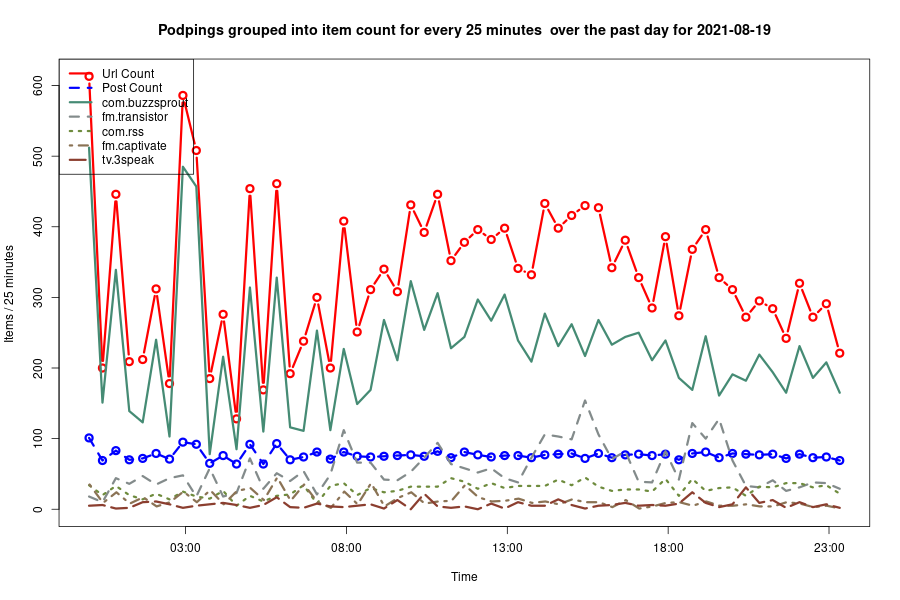 Podpings grouped into item count for every 25 minutes  over the past day for 2021-08-19
Url Count
Post Count
com.buzzsprout
fm.transistor
com.rss
fm.captivate
tv.3speak
Items / 25 minutes
600
500
400
300
200
100
0
03:00 08:00 13:00 18:00 23:00
Time